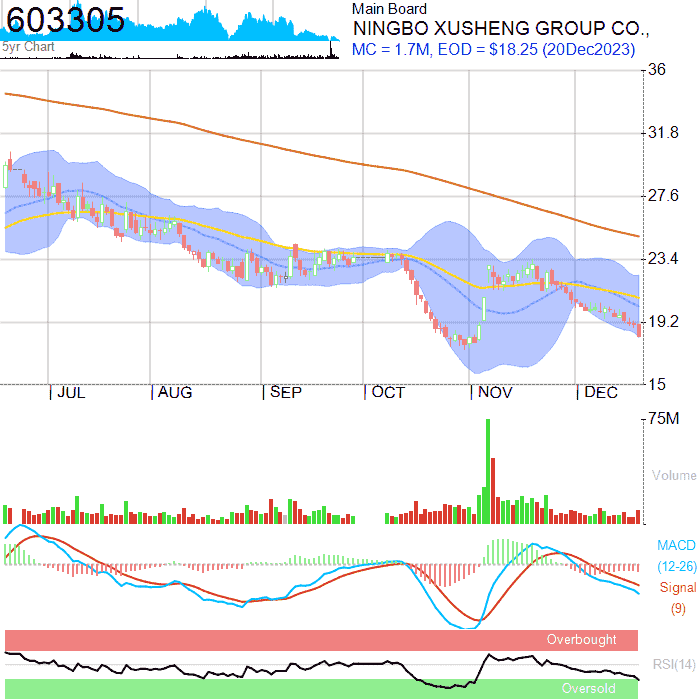 603305
5yr Chart
Main Board
NINGBO XUSHENG GROUP CO.,
MC = 1.7M, EOD = $18.25 (20Dec2023)
36
31.8
27.6
23.4
19.2
15
JUL AUG SEP OCT NOV DEC
75M
Volume
MACD
(12-26)
Signal
(9)
Overbought
RSI(14)
Oversold